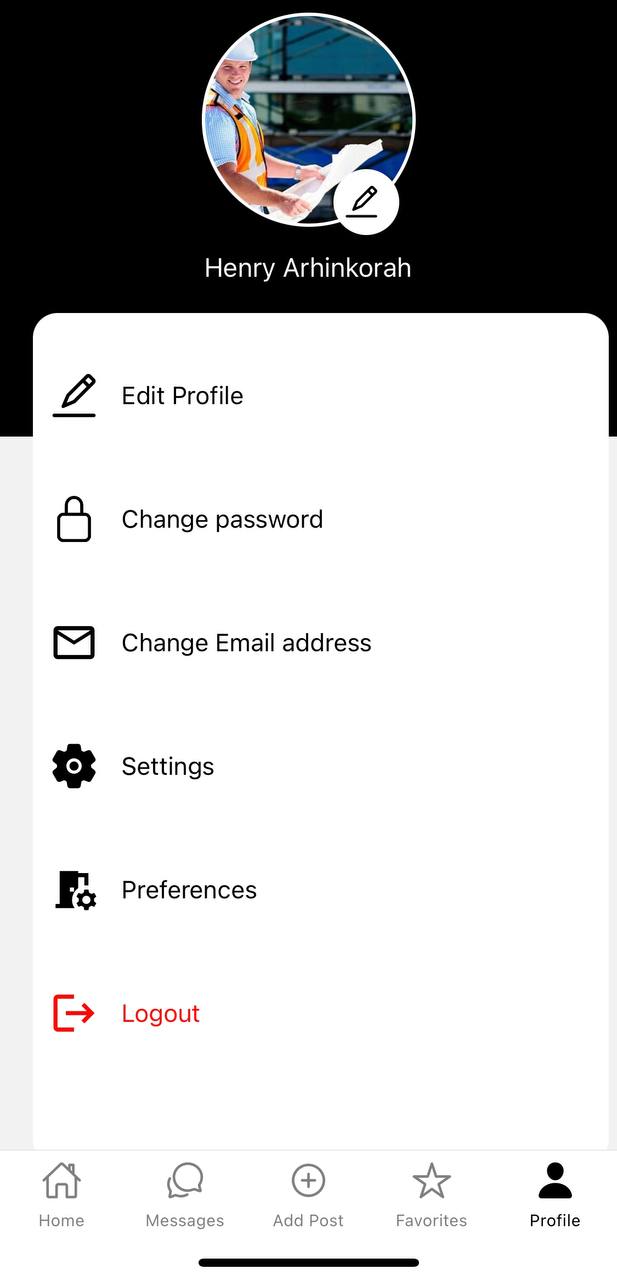 Henry Arhinkorah
Edit Profile
Change password
Change Email address
Settings
Preferences
Logout
Home
Messages
Add Post
Favorites
Profile